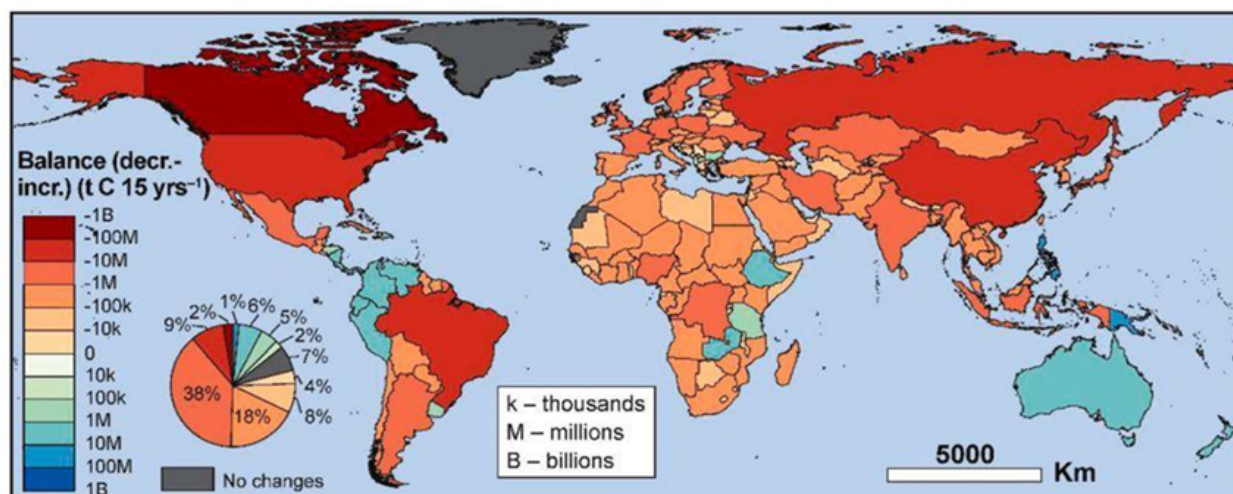 Balance (decr.-
incr.) (t C 15 yrs⁻¹)
-1B
-100M
-10M
-1M
-100k
-10k
0
10k
100k
1M
10M
100M
1B
1%
2%
6%
9%
5%
2%
7%
4%
8%
18%
38%
No changes
k – thousands
M – millions
B – billions
5000
Km